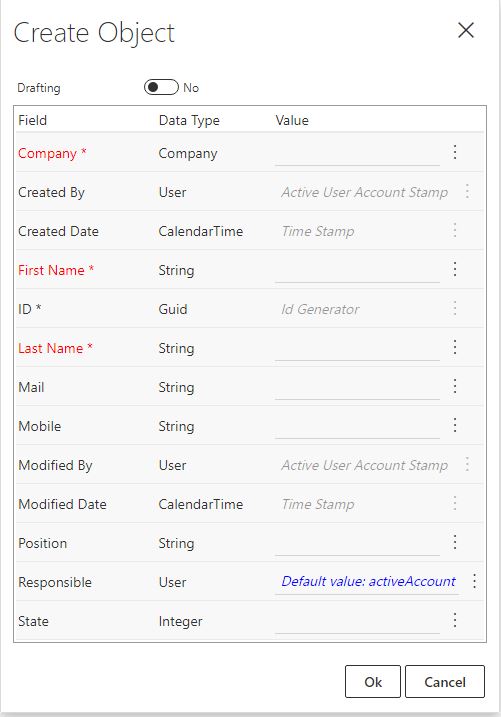 Create Object
Drafting No
Field Data Type Value
Company * Company
Created By User Active User Account Stamp
Created Date CalendarTime Time Stamp
First Name * String
ID * Guid Id Generator
Last Name * String
Mail String
Mobile String
Modified By User Active User Account Stamp
Modified Date CalendarTime Time Stamp
Position String
Responsible User Default value: activeAccount
State Integer
Ok Cancel